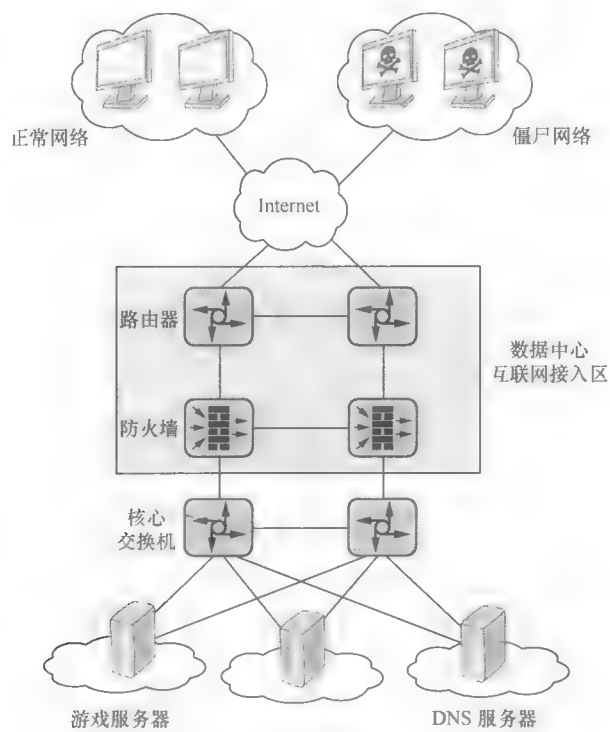 正常网络
僵尸网络
Internet
路由器
数据中心
互联网接入区
防火墙
核心
交换机
游戏服务器
DNS 服务器